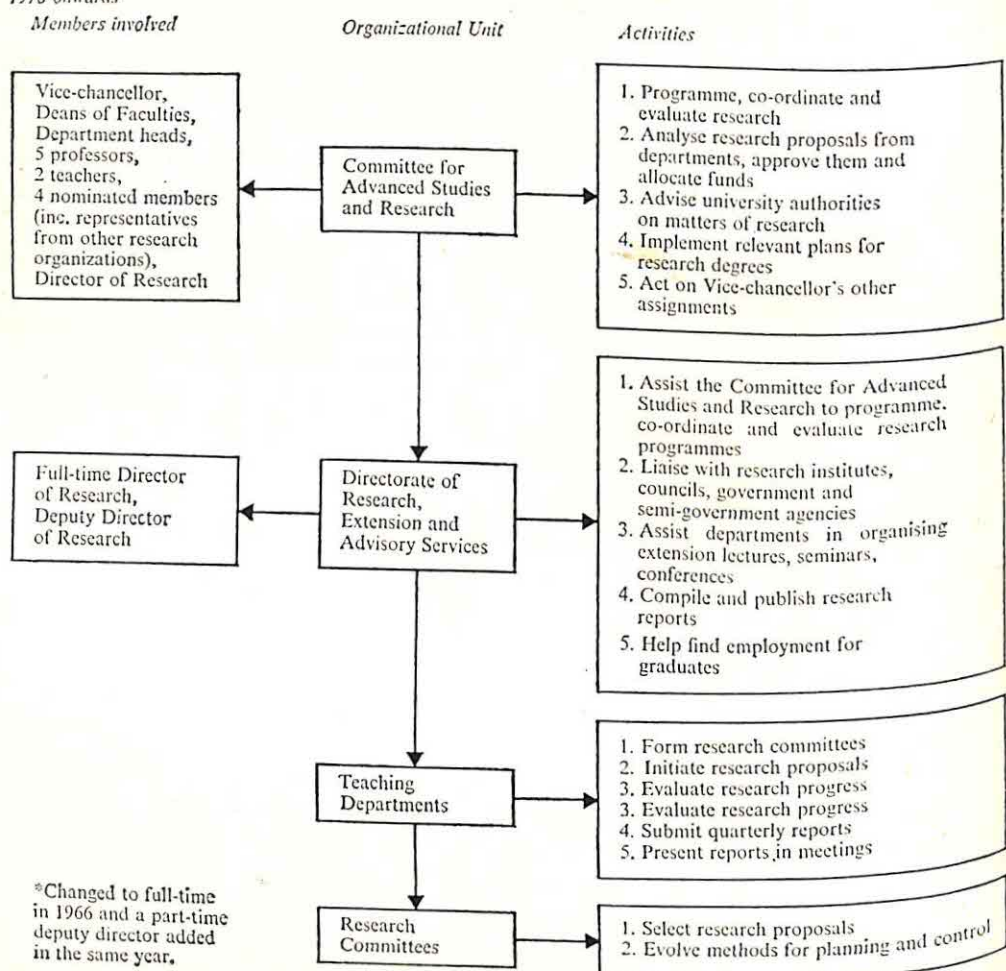 Members involved
Organizational Unit
Activities
Vice-chancellor,
Deans of Faculties,
Department heads,
5 professors,
2 teachers,
4 nominated members
(inc. representatives
from other research
organizations),
Director of Research
Committee for
Advanced Studies
and Research
1. Programme, co-ordinate and
evaluate research
2. Analyse research proposals from
departments, approve them and
allocate funds
3. Advise university authorities
on matters of research
4. Implement relevant plans for
research degrees
5. Act on Vice-chancellor's other
assignments
Full-time Director
of Research,
Deputy Director
of Research
Directorate of
Research,
Extension and
Advisory Services
1. Assist the Committee for Advanced
Studies and Research to programme.
co-ordinate and evaluate research
programmes
2. Liaise with research institutes,
councils, government and
semi-government agencies
3. Assist departments in organising
extension lectures, seminars,
conferences
4. Compile and publish research
reports
5. Help find employment for
graduates
Teaching
Departments
1. Form research committees
2. Initiate research proposals
3. Evaluate research progress
3. Evaluate research progress
4. Submit quarterly reports
5. Present reports in meetings
*Changed to full-time
in 1966 and a part-time
deputy director added
in the same year.
Research
Committees
1. Select research proposals
2. Evolve methods for planning and control